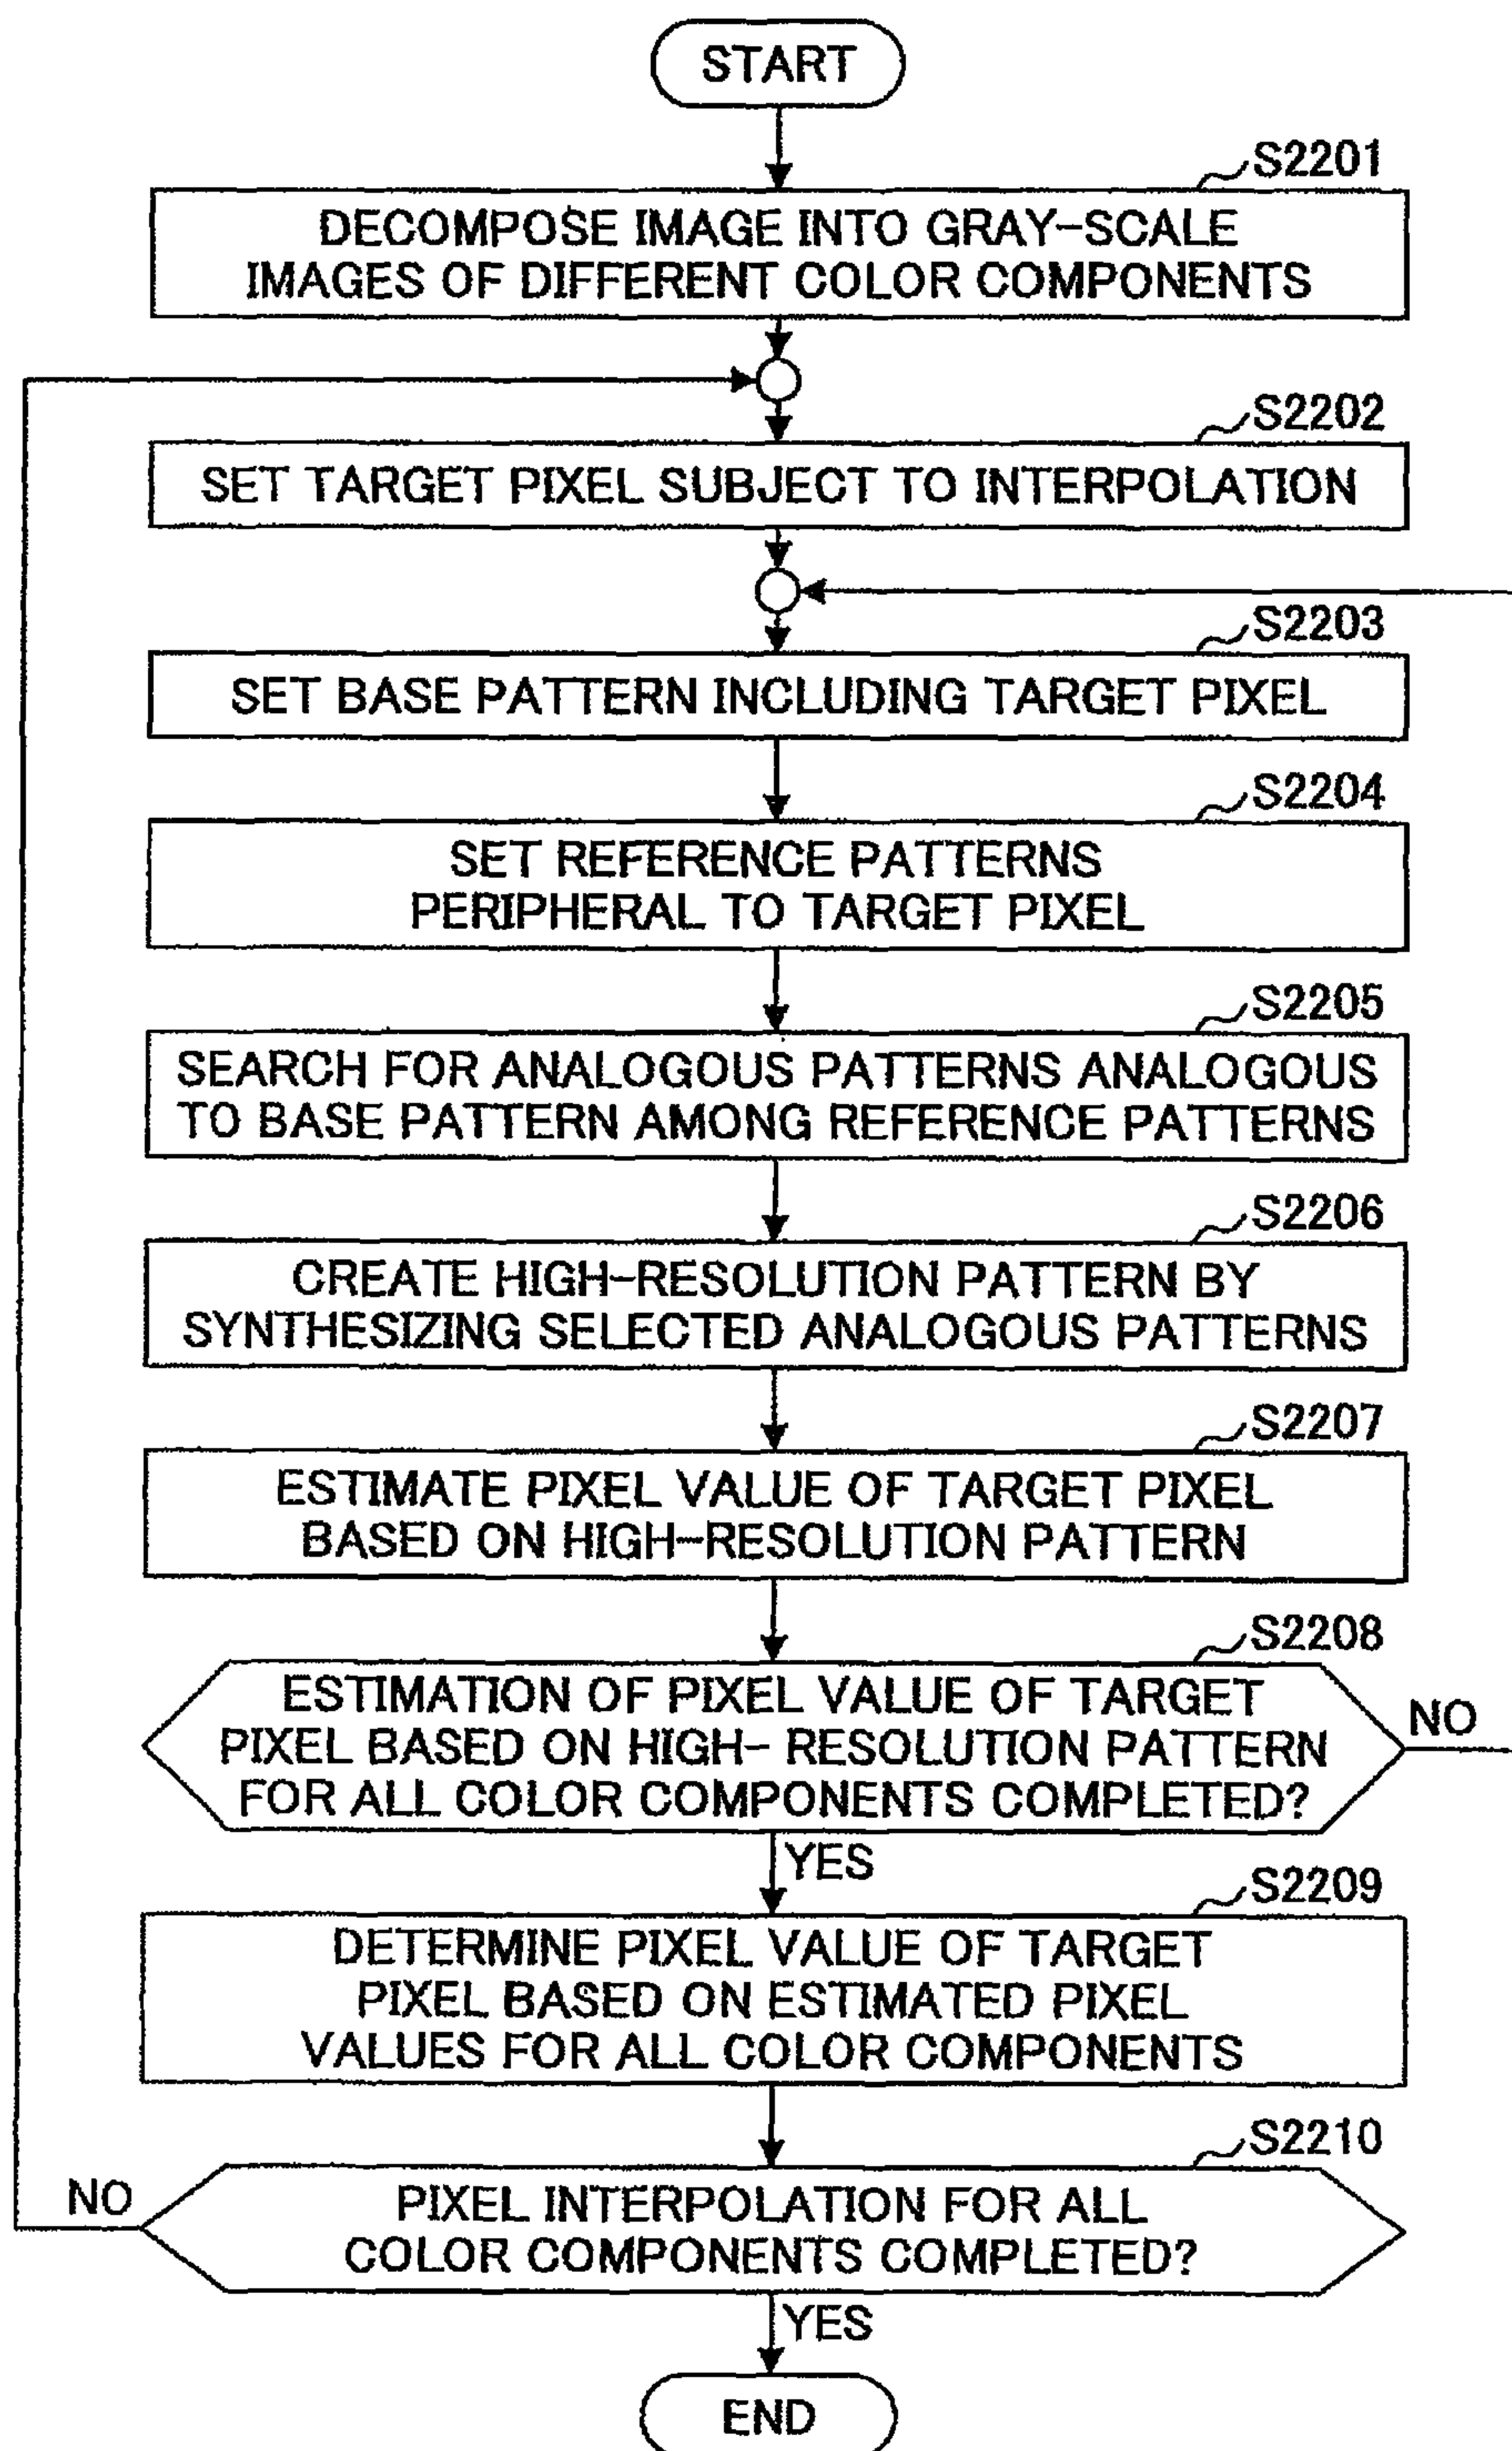 START
S2201
DECOMPOSE IMAGE INTO GRAY-SCALE
IMAGES OF DIFFERENT COLOR COMPONENTS
S2202
SET TARGET PIXEL SUBJECT TO INTERPOLATION
S2203
SET BASE PATTERN INCLUDING TARGET PIXEL
S2204
SET REFERENCE PATTERNS
PERIPHERAL TO TARGET PIXEL
S2205
SEARCH FOR ANALOGOUS PATTERNS ANALOGOUS
TO BASE PATTERN AMONG REFERENCE PATTERNS
S2206
CREATE HIGH-RESOLUTION PATTERN BY
SYNTHESIZING SELECTED ANALOGOUS PATTERNS
S2207
ESTIMATE PIXEL VALUE OF TARGET PIXEL
BASED ON HIGH-RESOLUTION PATTERN
S2208
ESTIMATION OF PIXEL VALUE OF TARGET
PIXEL BASED ON HIGH- RESOLUTION PATTERN
FOR ALL COLOR COMPONENTS COMPLETED?
NO
YES
S2209
DETERMINE PIXEL VALUE OF TARGET
PIXEL BASED ON ESTIMATED PIXEL
VALUES FOR ALL COLOR COMPONENTS
S2210
NO
PIXEL INTERPOLATION FOR ALL
COLOR COMPONENTS COMPLETED?
YES
END